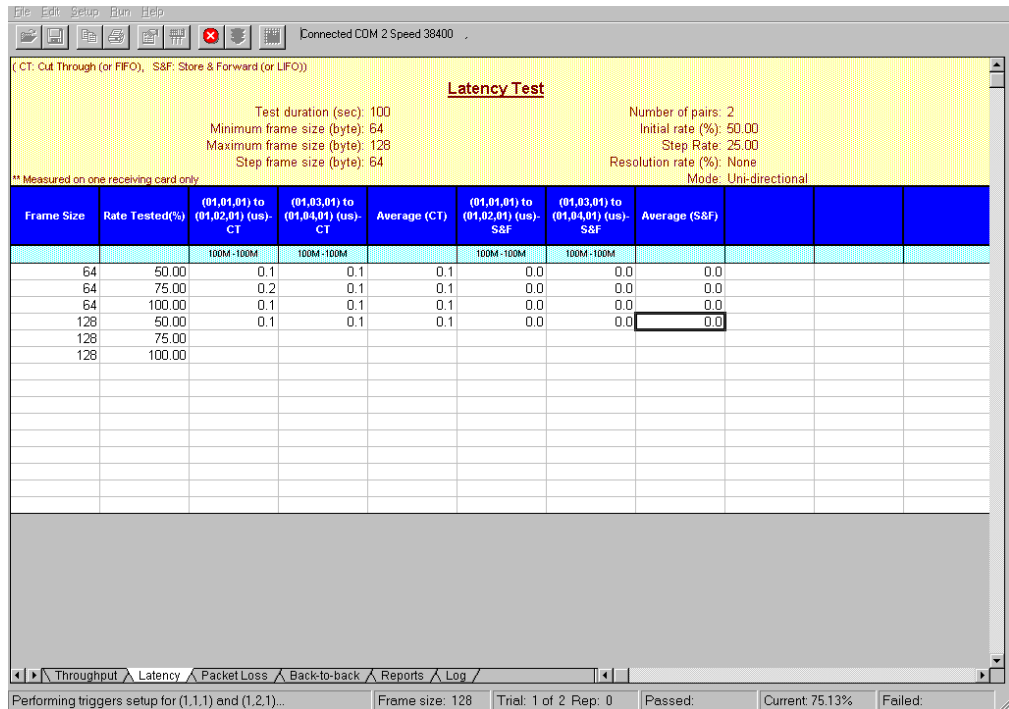 File Edit Setup Run Help
Connected COM 2 Speed 38400
( CT: Cut Through (or FIFO), S&F: Store & Forward (or LIFO))
Latency Test
Test duration (sec): 100 Number of pairs: 2
Minimum frame size (byte): 64 Initial rate (%): 50.00
Maximum frame size (byte): 128 Step Rate: 25.00
Step frame size (byte): 64 Resolution rate (%): None
** Measured on one receiving card only Mode: Uni-directional
Frame Size Rate Tested(%) (01,01,01) to (01,02,01) (us)- CT (01,03,01) to (01,04,01) (us)- CT Average (CT) (01,01,01) to (01,02,01) (us)- S&F (01,03,01) to (01,04,01) (us)- S&F Average (S&F)
100M -100M 100M -100M 100M -100M 100M -100M
64 50.00 0.1 0.1 0.1 0.0 0.0 0.0
64 75.00 0.2 0.1 0.1 0.0 0.0 0.0
64 100.00 0.1 0.1 0.1 0.0 0.0 0.0
128 50.00 0.1 0.1 0.1 0.0 0.0 0.0
128 75.00
128 100.00
Throughput Latency Packet Loss Back-to-back Reports Log
Performing triggers setup for (1,1,1) and (1,2,1)... Frame size: 128 Trial: 1 of 2 Rep: 0 Passed: Current: 75.13% Failed: